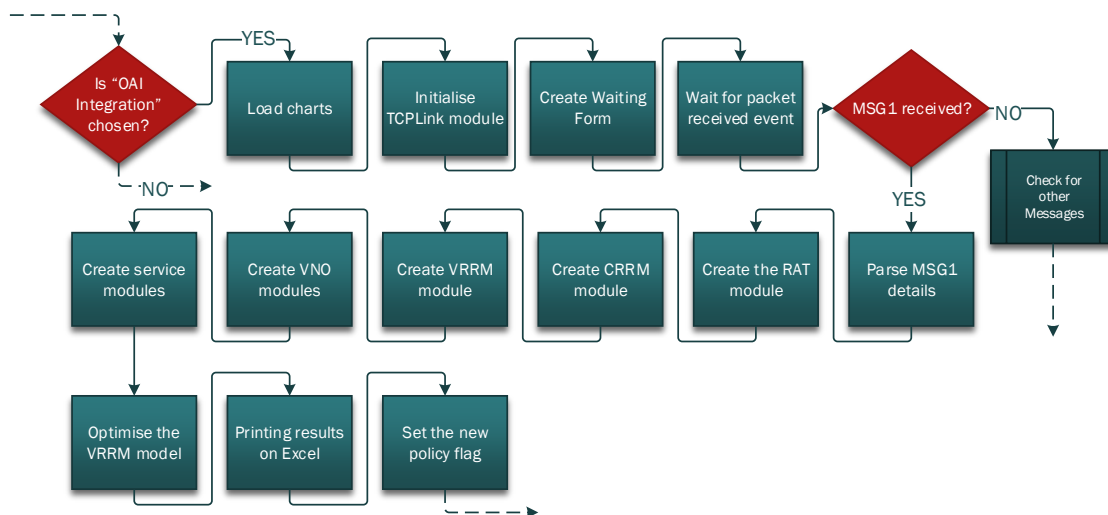 Is “OAI
Integration”
chosen?
YES
NO
Load charts
Initialise
TCPLink module
Create Waiting
Form
Wait for packet
received event
MSG1 received?
NO
YES
Check for
other
Messages
Create service
modules
Create VNO
modules
Create VRRM
module
Create CRRM
module
Create the RAT
module
Parse MSG1
details
Optimise the
VRRM model
Printing results
on Excel
Set the new
policy flag